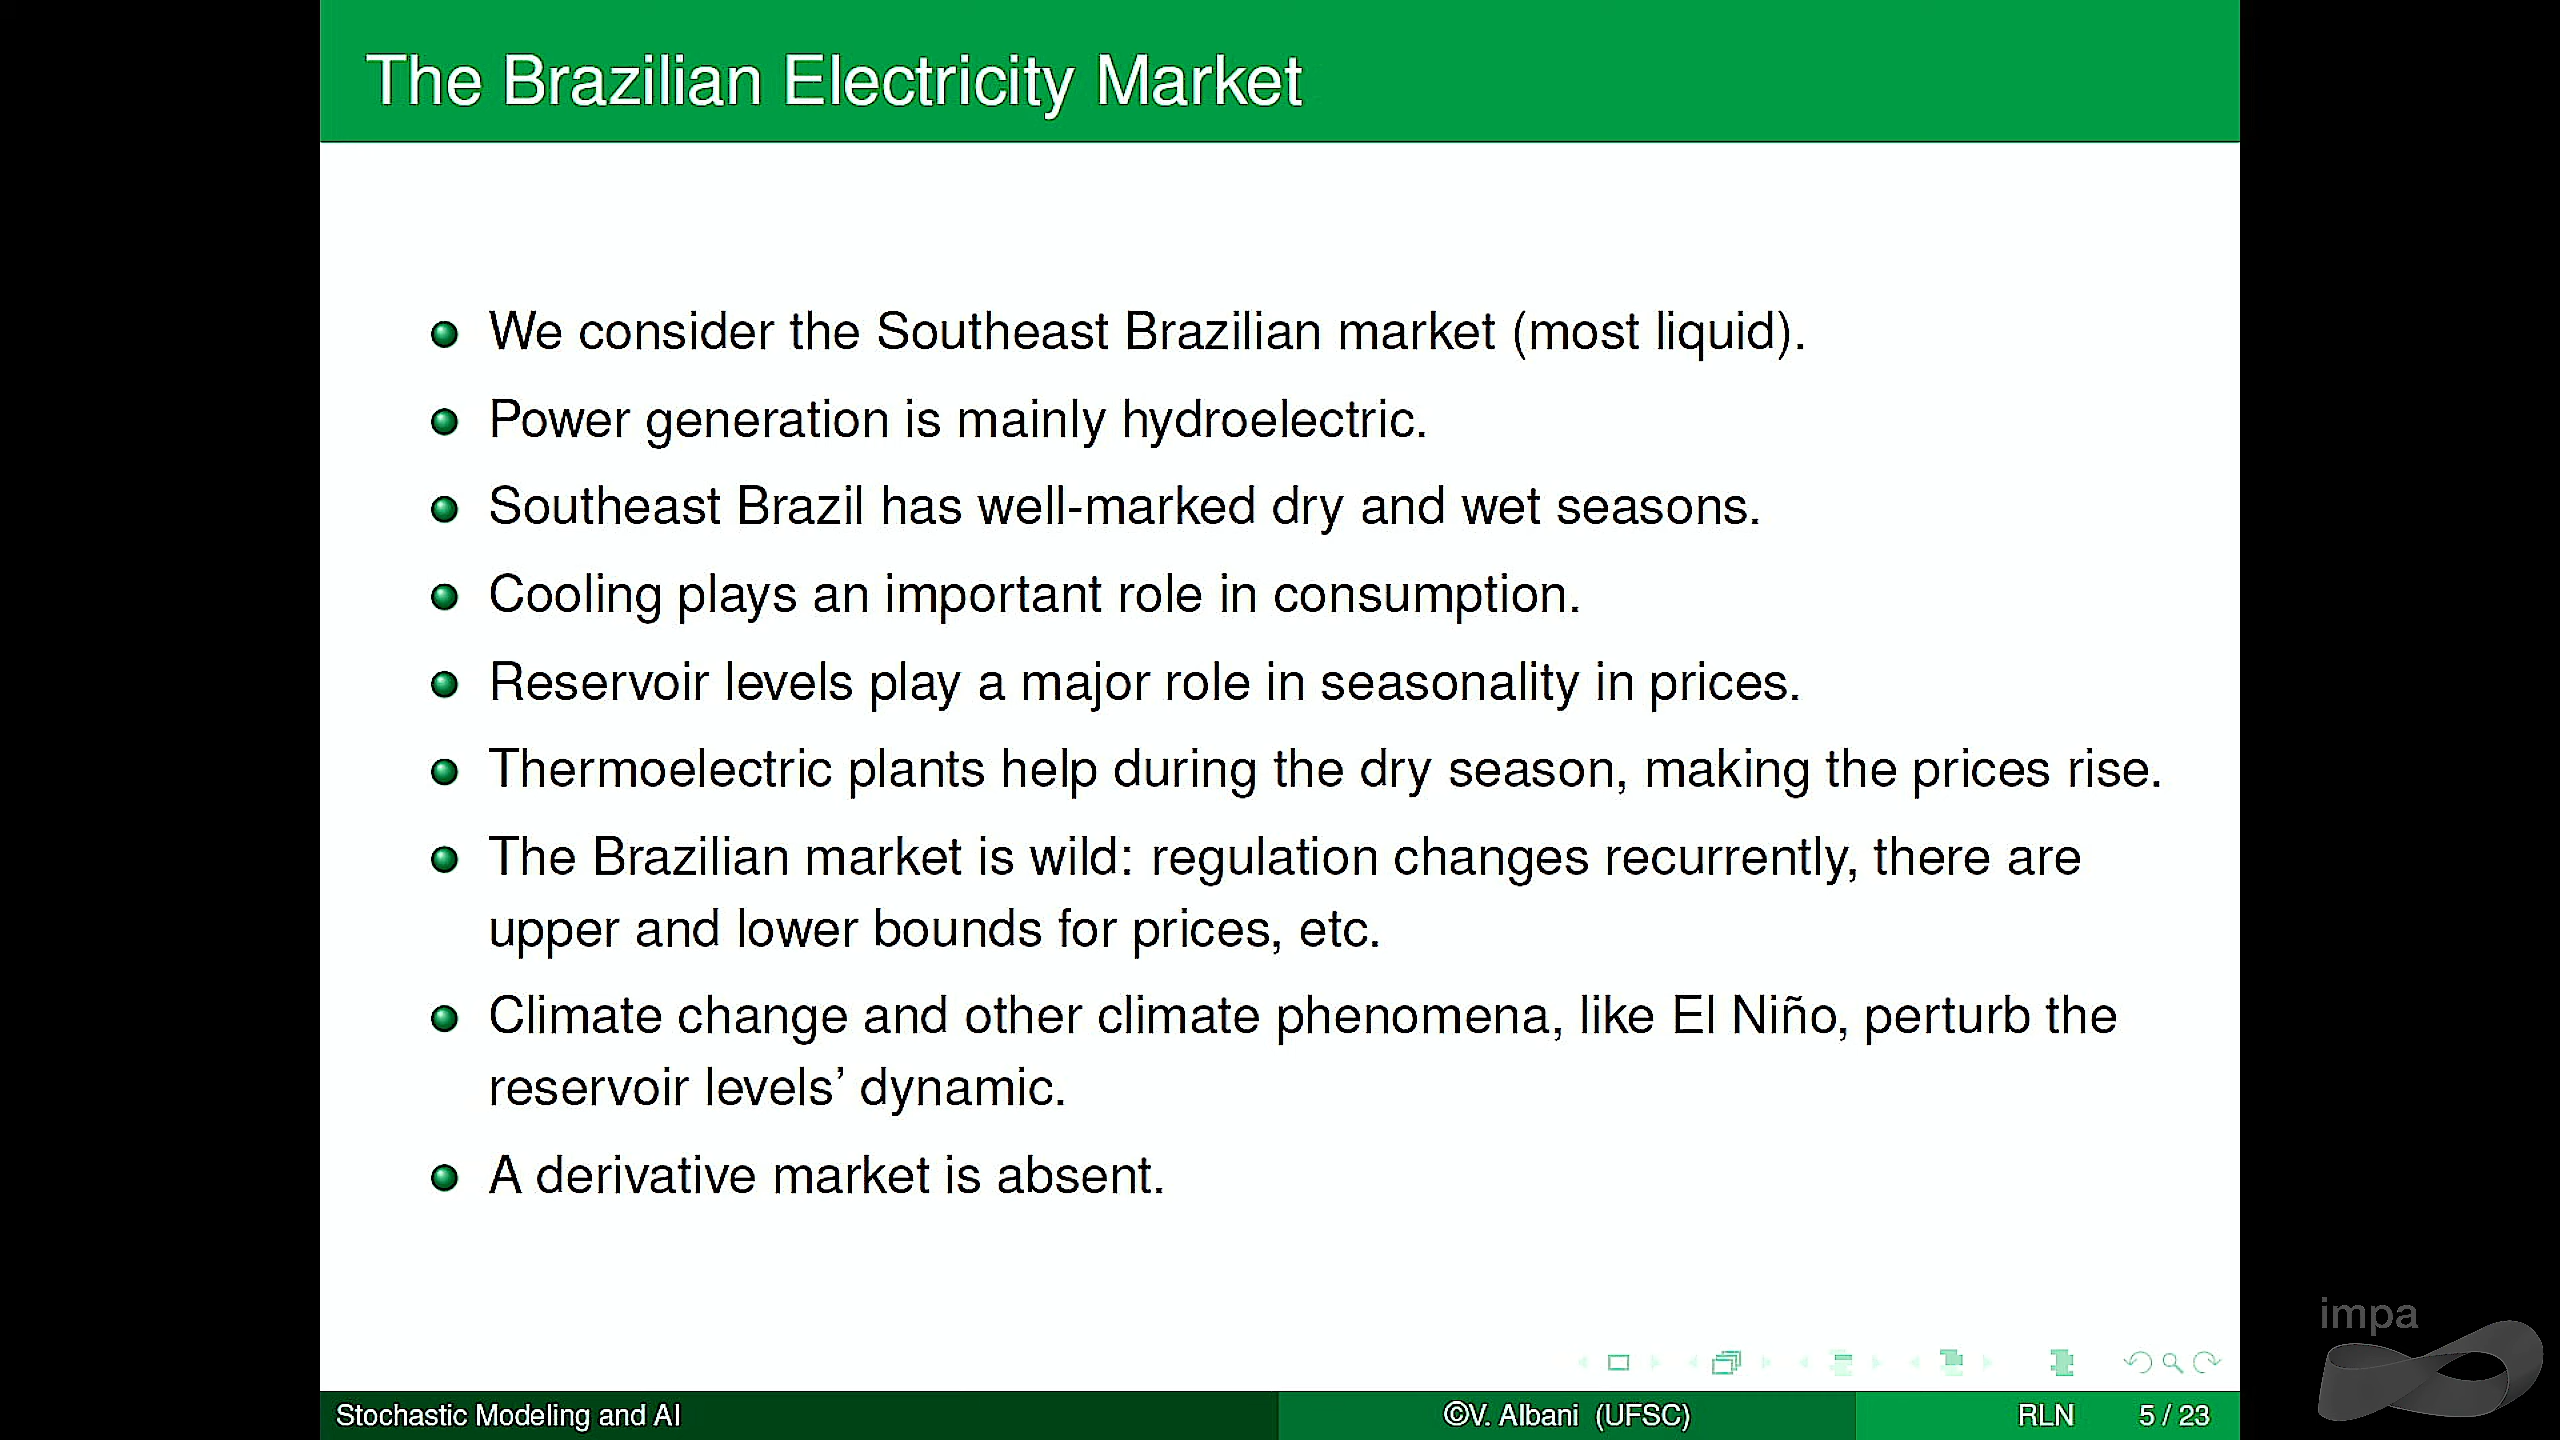 The Brazilian Electricity Market
We consider the Southeast Brazilian market (most liquid).
Power generation is mainly hydroelectric.
Southeast Brazil has well-marked dry and wet seasons.
Cooling plays an important role in consumption.
Reservoir levels play a major role in seasonality in prices.
Thermoelectric plants help during the dry season, making the prices rise.
The Brazilian market is wild: regulation changes recurrently, there are
upper and lower bounds for prices, etc.
Climate change and other climate phenomena, like El Niño, perturb the
reservoir levels’ dynamic.
A derivative market is absent.
impa
Stochastic Modeling and AI ©V. Albani (UFSC) RLN 5 / 23